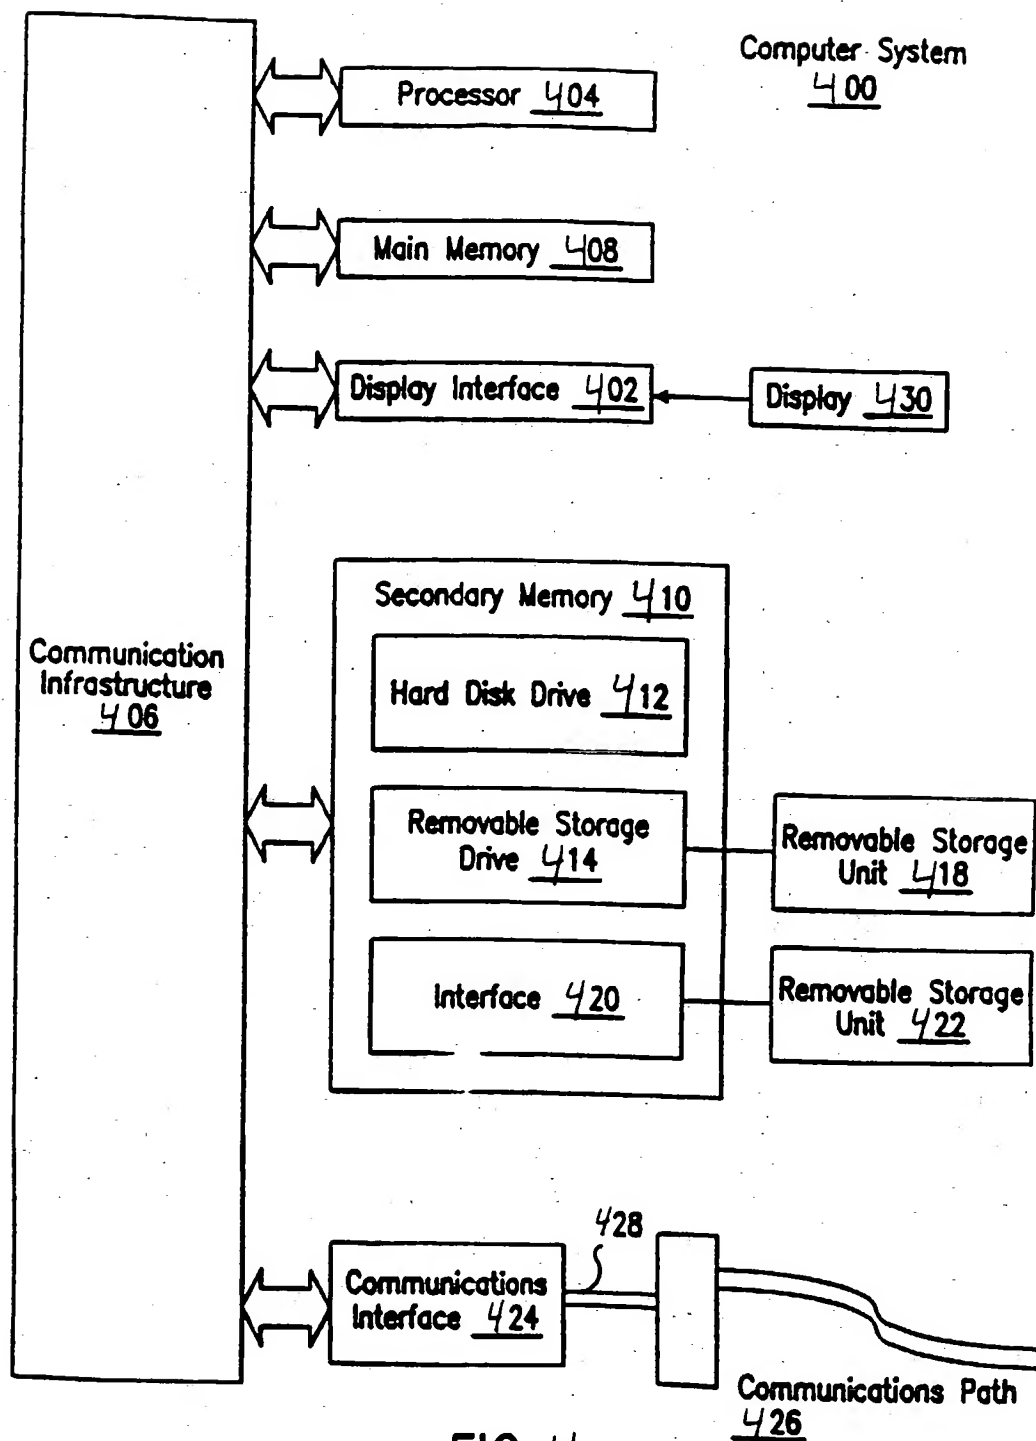 Computer System
400
Processor 404
Main Memory 408
Display Interface 402
Display 430
Secondary Memory 410
Hard Disk Drive 412
Communication
Infrastructure
406
Removable Storage
Drive 414
Removable Storage
Unit 418
Interface 420
Removable Storage
Unit 422
428
Communications
Interface 424
Communications Path
426
FIG. 4